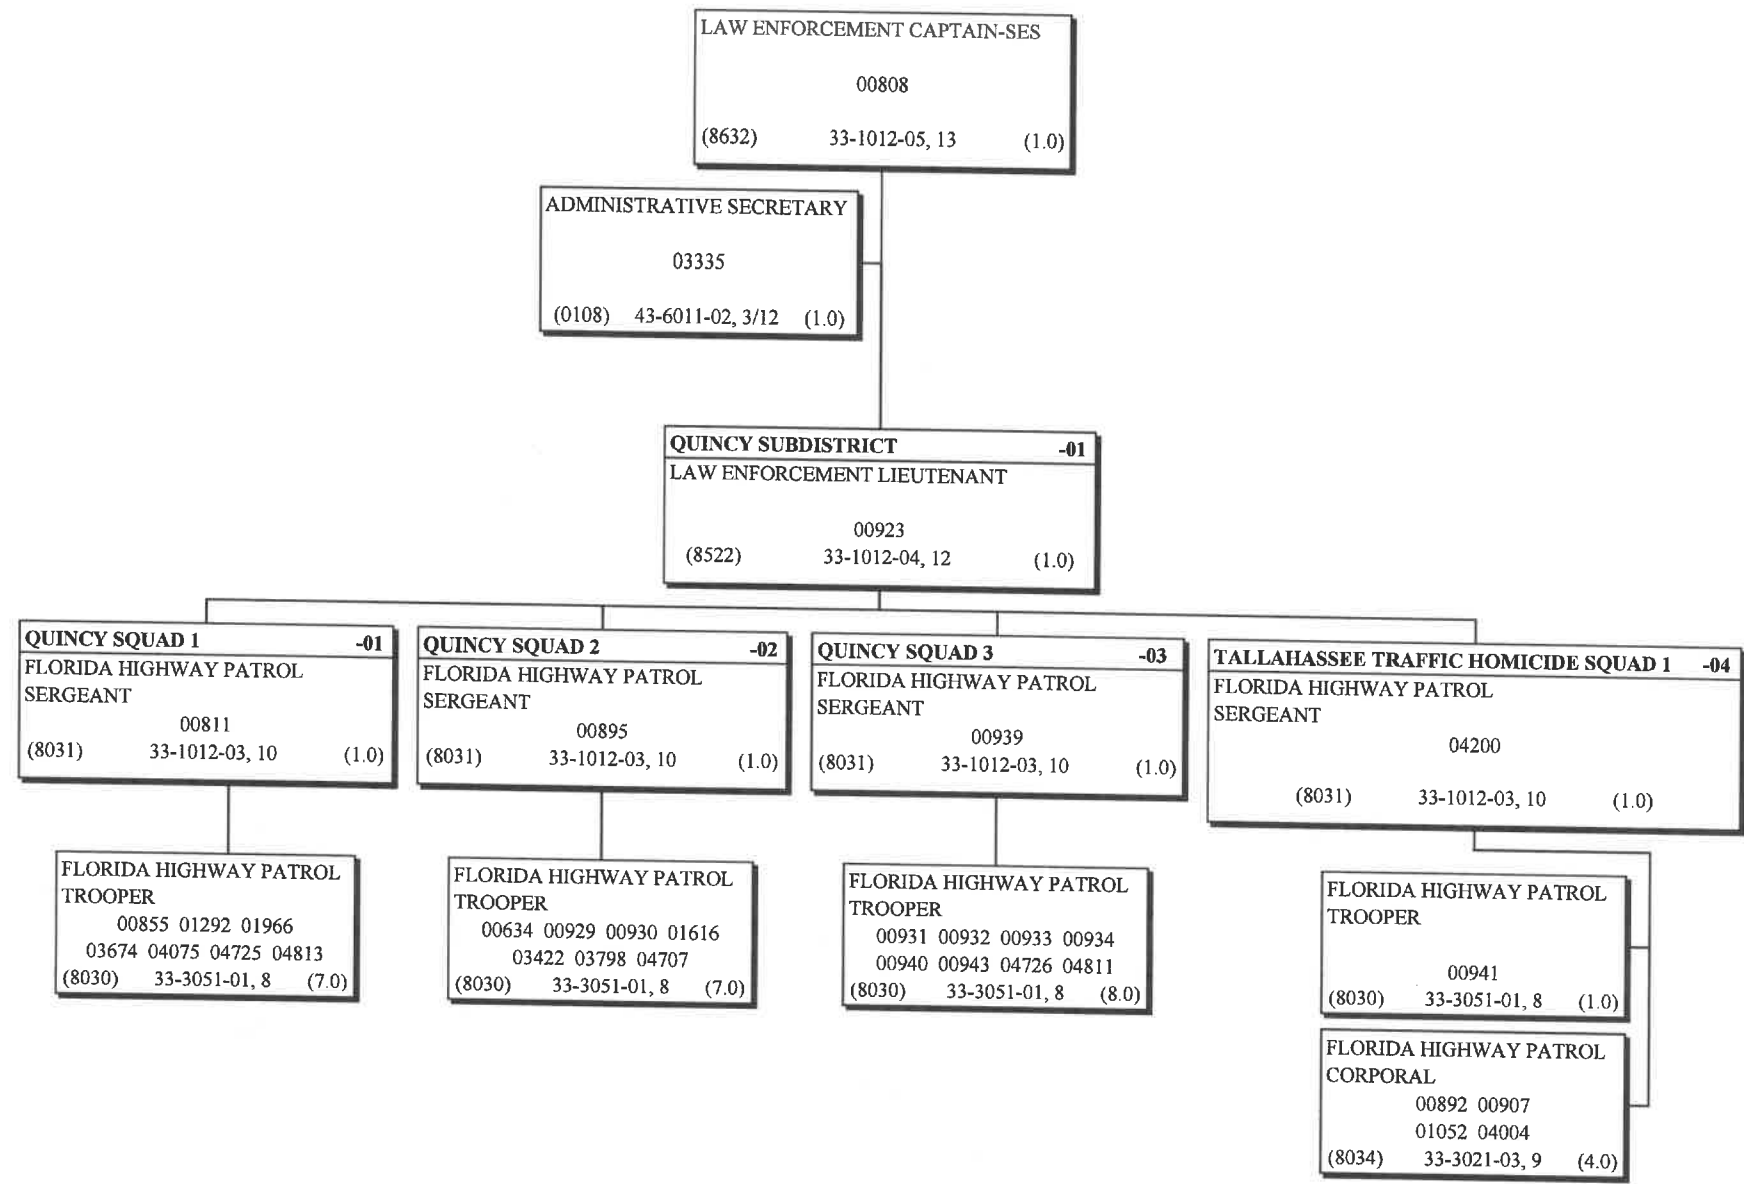 LAW ENFORCEMENT CAPTAIN-SES
00808
(8632) 33-1012-05, 13 (1.0)
ADMINISTRATIVE SECRETARY
03335
(0108) 43-6011-02, 3/12 (1.0)
QUINCY SUBDISTRICT -01
LAW ENFORCEMENT LIEUTENANT
00923
(8522) 33-1012-04, 12 (1.0)
QUINCY SQUAD 1 -01
FLORIDA HIGHWAY PATROL
SERGEANT
00811
(8031) 33-1012-03, 10 (1.0)
QUINCY SQUAD 2 -02
FLORIDA HIGHWAY PATROL
SERGEANT
00895
(8031) 33-1012-03, 10 (1.0)
QUINCY SQUAD 3 -03
FLORIDA HIGHWAY PATROL
SERGEANT
00939
(8031) 33-1012-03, 10 (1.0)
TALLAHASSEE TRAFFIC HOMICIDE SQUAD 1 -04
FLORIDA HIGHWAY PATROL
SERGEANT
04200
(8031) 33-1012-03, 10 (1.0)
FLORIDA HIGHWAY PATROL
TROOPER
00855 01292 01966
03674 04075 04725 04813
(8030) 33-3051-01, 8 (7.0)
FLORIDA HIGHWAY PATROL
TROOPER
00634 00929 00930 01616
03422 03798 04707
(8030) 33-3051-01, 8 (7.0)
FLORIDA HIGHWAY PATROL
TROOPER
00931 00932 00933 00934
00940 00943 04726 04811
(8030) 33-3051-01, 8 (8.0)
FLORIDA HIGHWAY PATROL
TROOPER
00941
(8030) 33-3051-01, 8 (1.0)
FLORIDA HIGHWAY PATROL
CORPORAL
00892 00907
01052 04004
(8034) 33-3021-03, 9 (4.0)